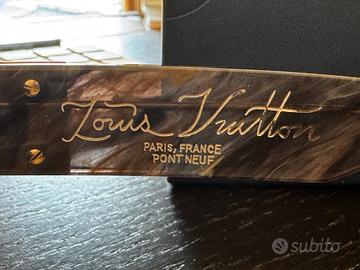 Louis Vuitton
PARIS, FRANCE
PONT NEUF
subito